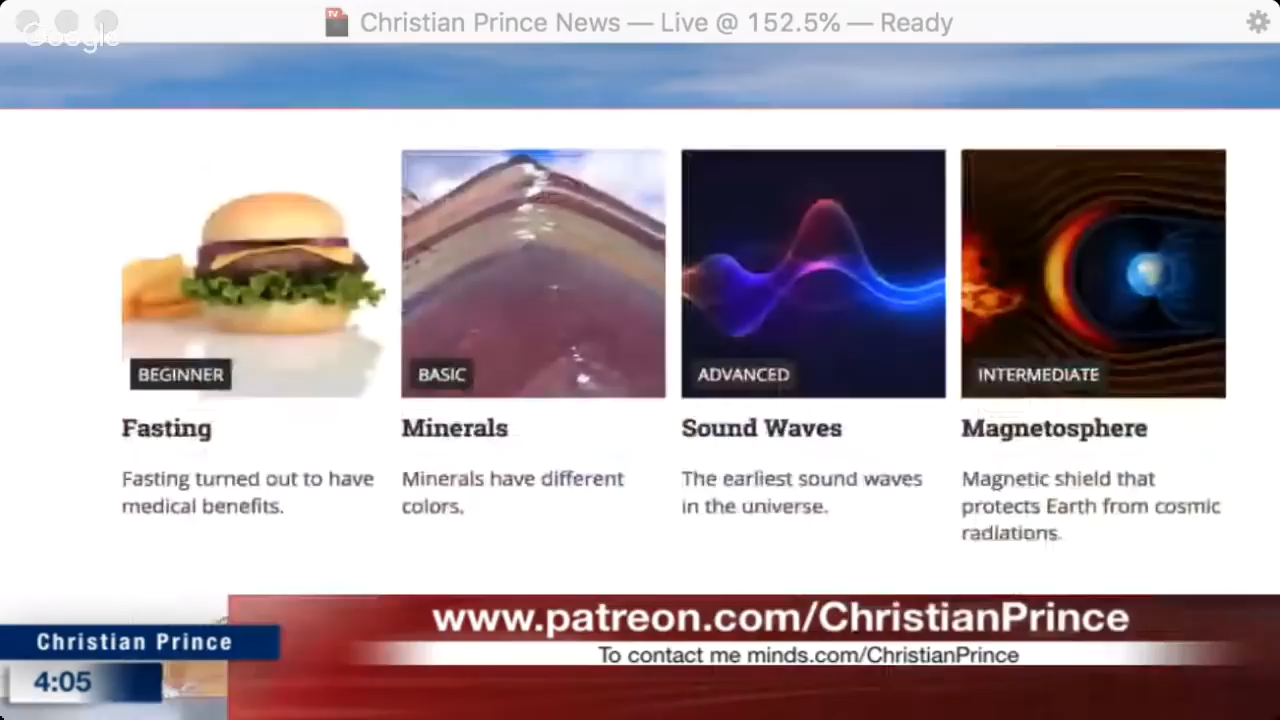 Christian Prince News — Live @ 152.5% — Ready
Google
TV
BEGINNER
BASIC
ADVANCED
INTERMEDIATE
Fasting
Minerals
Sound Waves
Magnetosphere
Fasting turned out to have
medical benefits.
Minerals have different
colors.
The earliest sound waves
in the universe.
Magnetic shield that
protects Earth from cosmic
radiations.
www.patreon.com/ChristianPrince
To contact me minds.com/ChristianPrince
Christian Prince
4:05